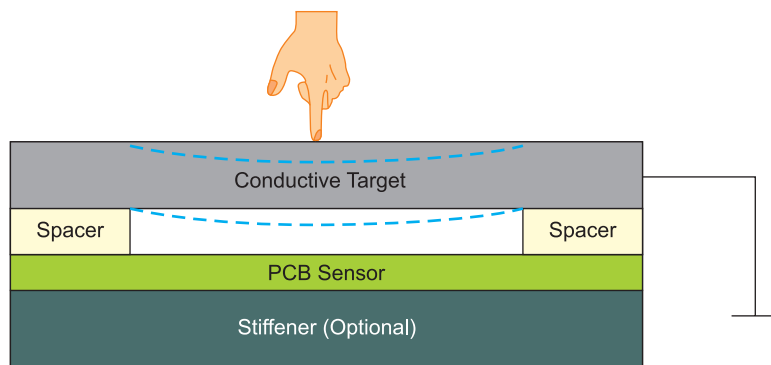 Conductive Target
Spacer
Spacer
PCB Sensor
Stiffener (Optional)